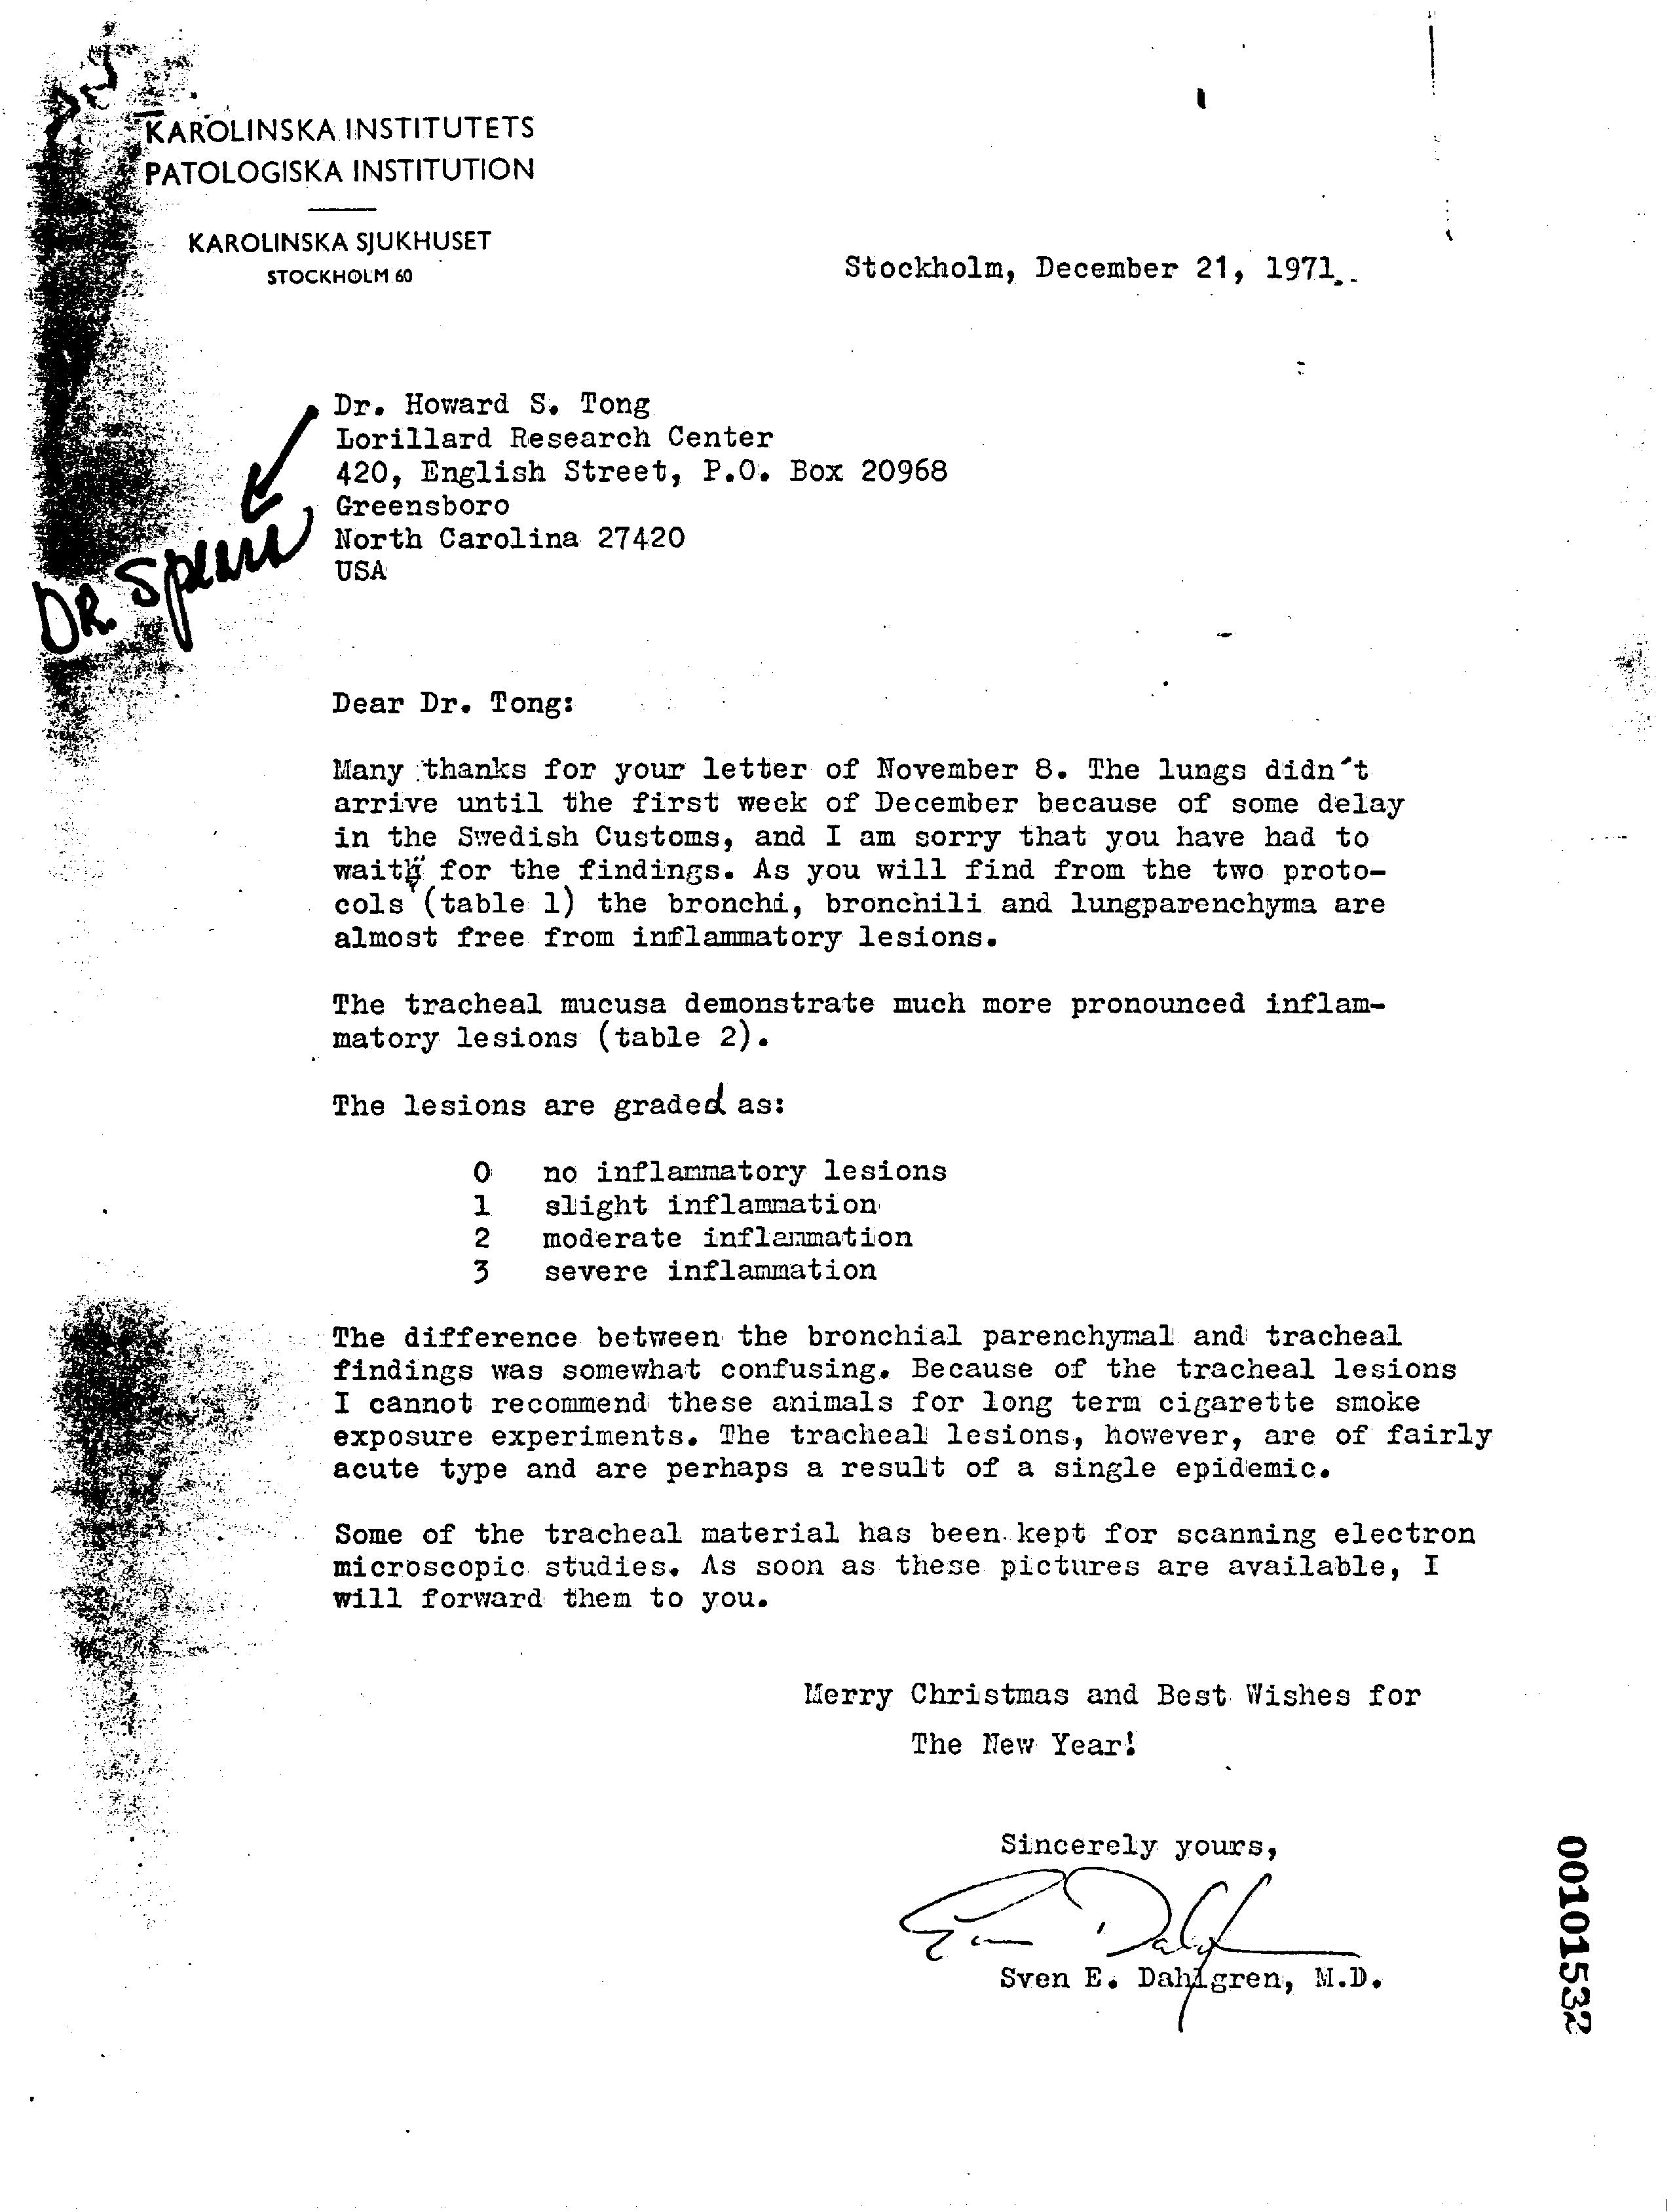 KAROLINSKA INSTITUTETS
PATOLOGISKA INSTITUTION
KAROLINSKA SJUKHUSET
STOCKHOLM 60
Stockholm, December 21, 1971.
Dr. Howard S. Tong
Lorillard Research Center
420, English Street, P.O. Box 20968
Greensboro
North Carolina 27420
USA
DR. Spears
Dear Dr. Tong:
Many thanks for your letter of November 8. The lungs didn´t
arrive until the first week of December because of some delay
in the Swedish Customs, and I am sorry that you have had to
wait for the findings. As you will find from the two proto-
cols (table 1) the bronchi, bronchili and lungparenchyma are
almost free from inflammatory lesions.
The tracheal mucusa demonstrate much more pronounced inflam-
matory lesions (table 2).
The lesions are graded as:
0 no inflammatory lesions
1 slight inflammation
2 moderate inflammation
3 severe inflammation
The difference between the bronchial parenchymal and tracheal
findings was somewhat confusing. Because of the tracheal lesions
I cannot recommend these animals for long term cigarette smoke
exposure experiments. The tracheal lesions, however, are of fairly
acute type and are perhaps a result of a single epidemic.
Some of the tracheal material has been kept for scanning electron
microscopic studies. As soon as these pictures are available, I
will forward them to you.
Merry Christmas and Best Wishes for
The New Year!
Sincerely yours,
Sven E. Dahlgren, M.D.
00101532